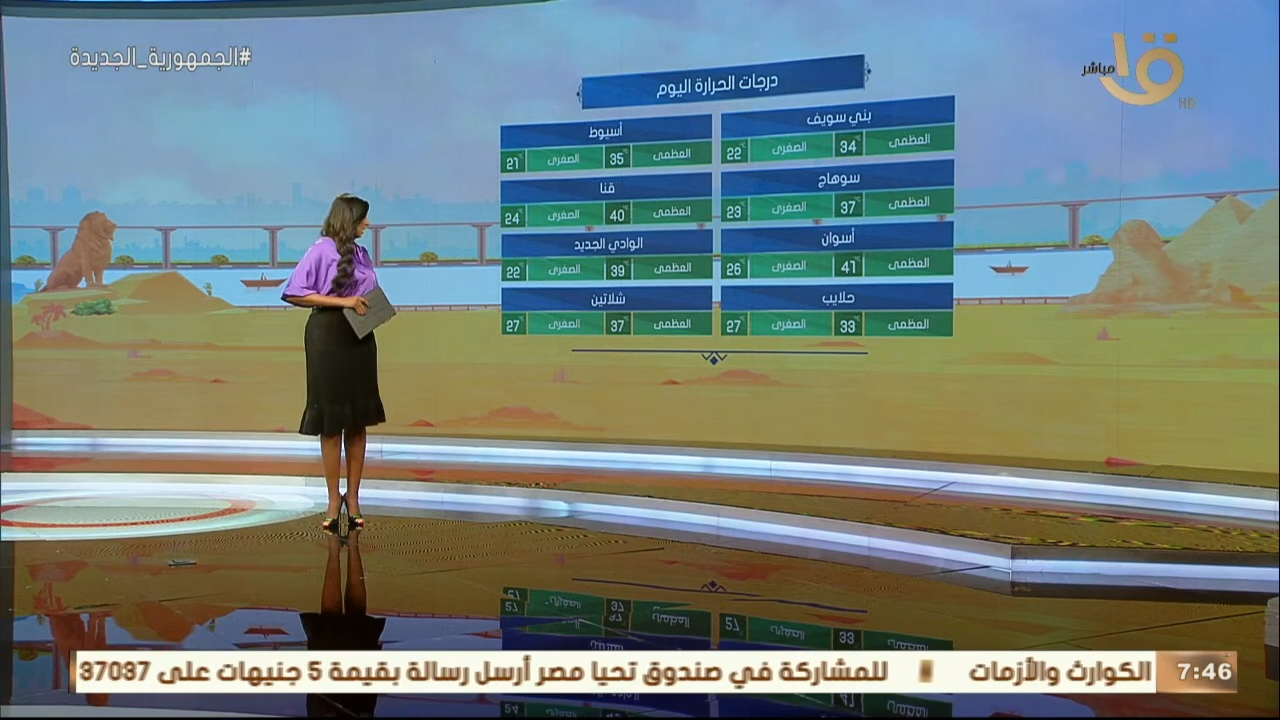 #الجمهورية_الجديدة
مباشر
HD
درجات الحرارة اليوم
بني سويف
العظمى 34°C الصغرى 22°C
أسيوط
العظمى 35°C الصغرى 21°C
سوهاج
العظمى 37°C الصغرى 23°C
قنا
العظمى 40°C الصغرى 24°C
أسوان
العظمى 41°C الصغرى 26°C
الوادي الجديد
العظمى 39°C الصغرى 22°C
حلايب
العظمى 33°C الصغرى 27°C
شلاتين
العظمى 37°C الصغرى 27°C
7:46 الكوارث والأزمات للمشاركة في صندوق تحيا مصر أرسل رسالة بقيمة 5 جنيهات على 37037